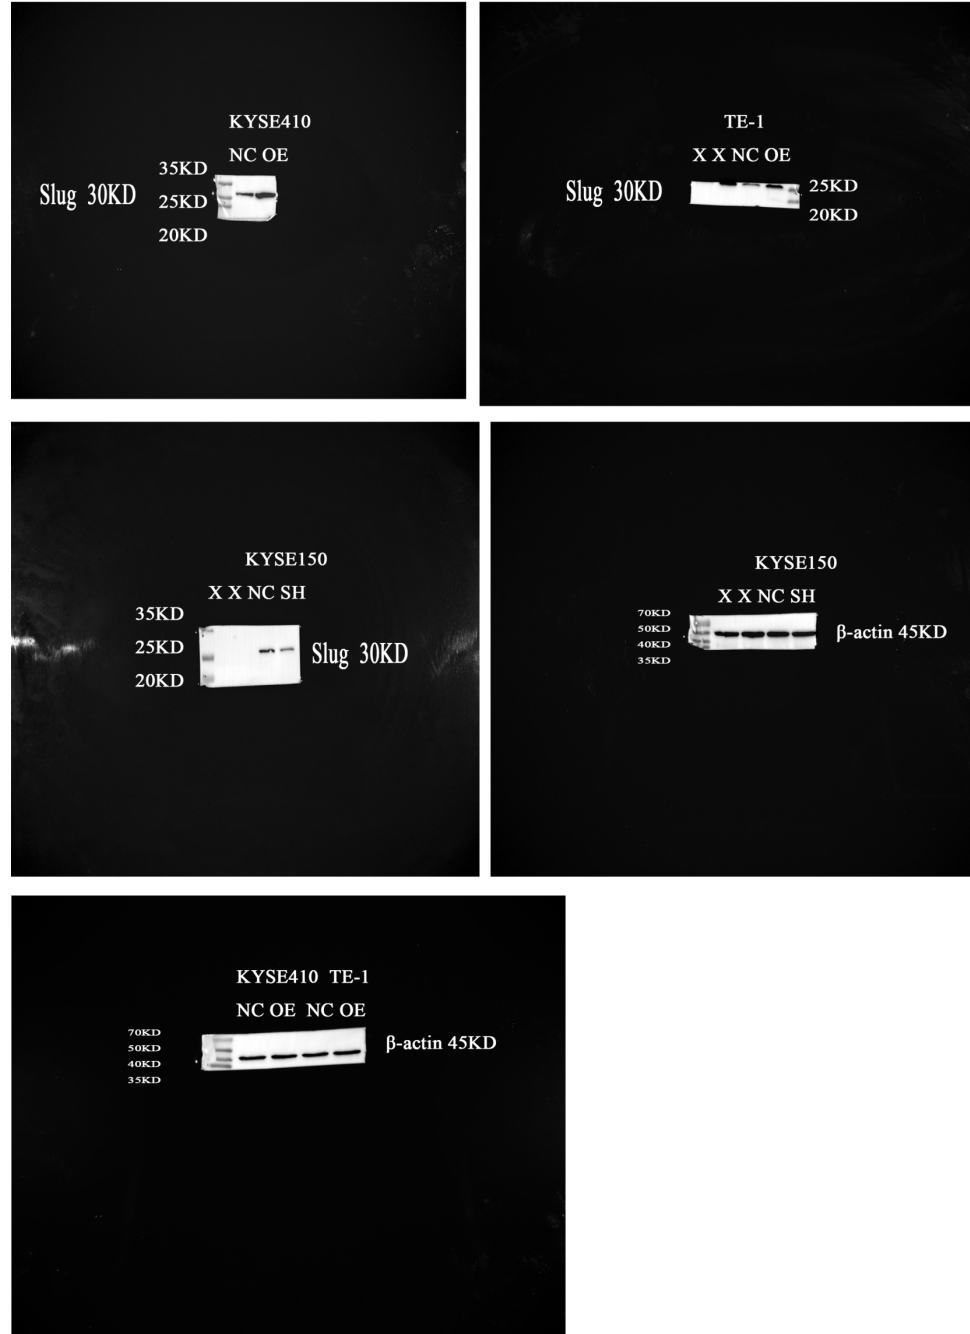 KYSE410
NC OE
35KD
Slug 30KD
25KD
20KD
TE-1
X X NC OE
Slug 30KD
25KD
20KD
KYSE150
X X NC SH
35KD
25KD
Slug 30KD
20KD
KYSE150
X X NC SH
70KD
50KD
β-actin 45KD
40KD
35KD
KYSE410 TE-1
NC OE NC OE
70KD
β-actin 45KD
50KD
40KD
35KD